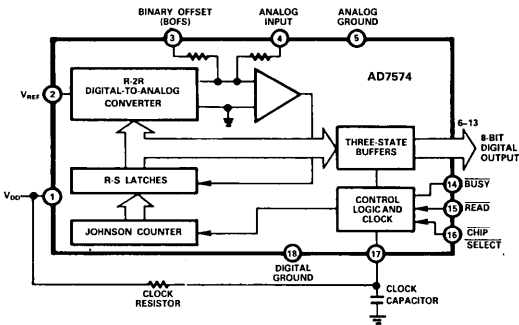 BINARY OFFSET
(BOFS)
ANALOG
INPUT
ANALOG
GROUND
3
4
5
AD7574
VREF
2
R-2R
DIGITAL-TO-ANALOG
CONVERTER
6–13
8-BIT
DIGITAL
OUTPUT
THREE-STATE
BUFFERS
R-S LATCHES
14
BUSY
VDD
1
CONTROL
LOGIC AND
CLOCK
15
READ
JOHNSON COUNTER
16
CHIP
SELECT
18
DIGITAL
GROUND
17
CLOCK
RESISTOR
CLOCK
CAPACITOR